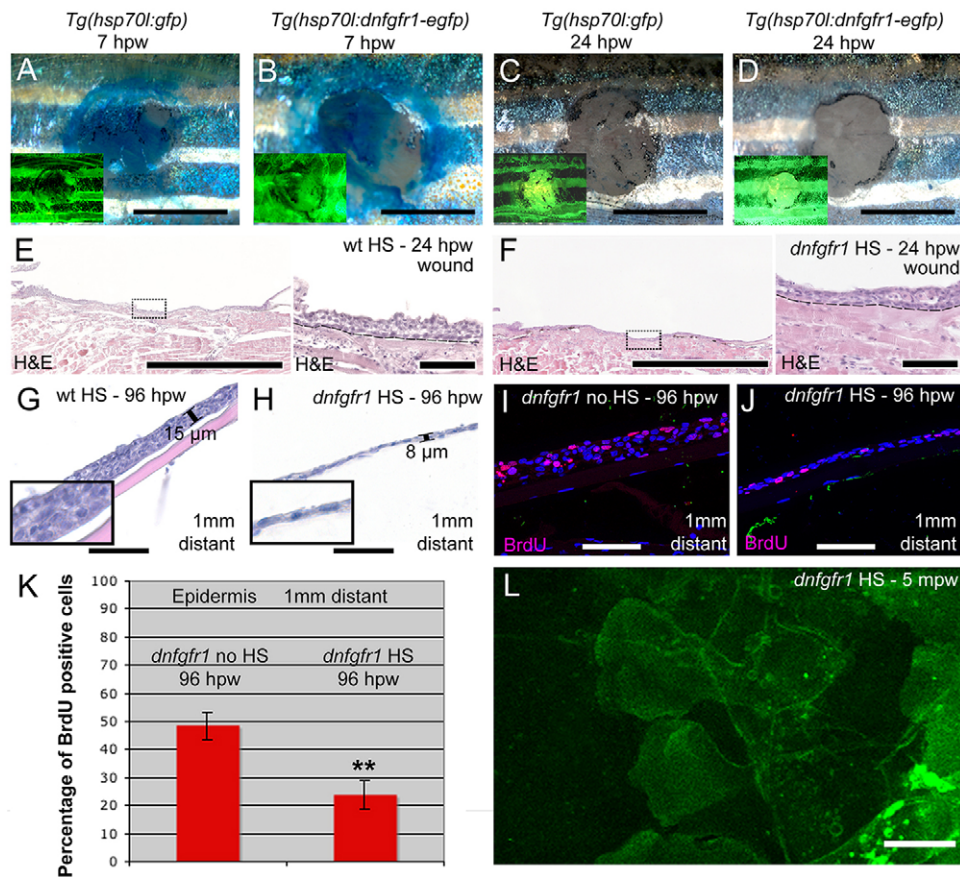 Tg(hsp70l:gfp)
7 hpw
Tg(hsp70l:dnfgfr1-egfp)
7 hpw
Tg(hsp70l:gfp)
24 hpw
Tg(hsp70l:dnfgfr1-egfp)
24 hpw
A
B
C
D
E
wt HS - 24 hpw
wound
H&E
H&E
F
dnfgfr1 HS - 24 hpw
wound
H&E
H&E
G
wt HS - 96 hpw
15 µm
1mm
distant
H
dnfgfr1 HS - 96 hpw
8 µm
1mm
distant
I
dnfgfr1 no HS - 96 hpw
BrdU
1mm
distant
J
dnfgfr1 HS - 96 hpw
BrdU
1mm
distant
K
Percentage of BrdU positive cells
100
90
80
70
60
50
40
30
20
10
0
Epidermis 1mm distant
dnfgfr1 no HS
96 hpw
dnfgfr1 HS
96 hpw
**
L
dnfgfr1 HS - 5 mpw